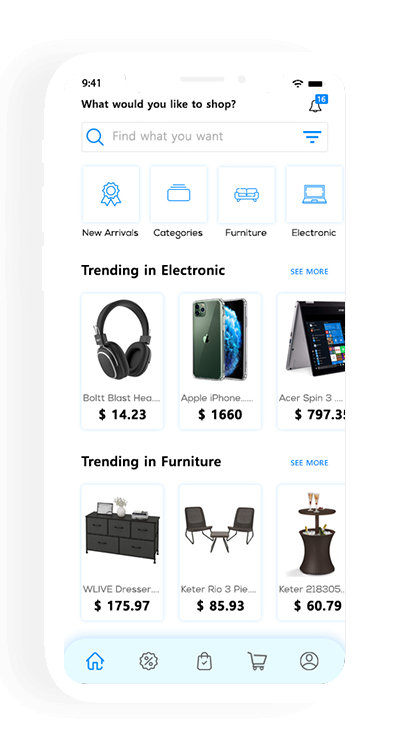 9:41
What would you like to shop?
16
Find what you want
New Arrivals
Categories
Furniture
Electronic
Trending in Electronic
SEE MORE
Boltt Blast Hea....
Apple iPhone......
Acer Spin 3 ....
$ 14.23
$ 1660
$ 797.35
Trending in Furniture
SEE MORE
WLIVE Dresser....
Keter Rio 3 Pie....
Keter 218305..
$ 175.97
$ 85.93
$ 60.79